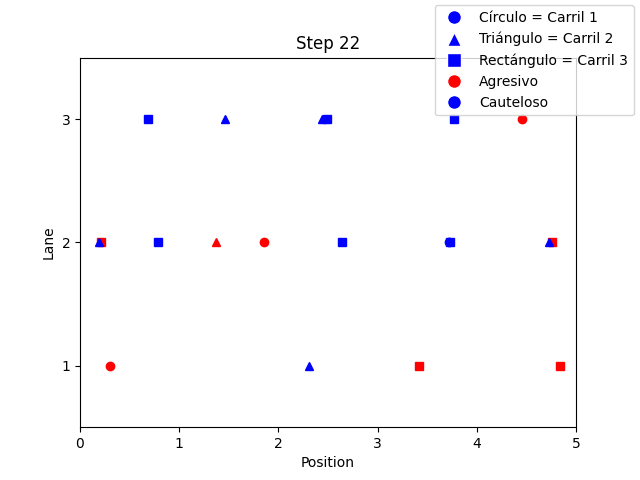 Step 22
Círculo = Carril 1
Triángulo = Carril 2
Rectángulo = Carril 3
Agresivo
Cauteloso
Lane
3
2
1
0 1 2 3 4 5
Position